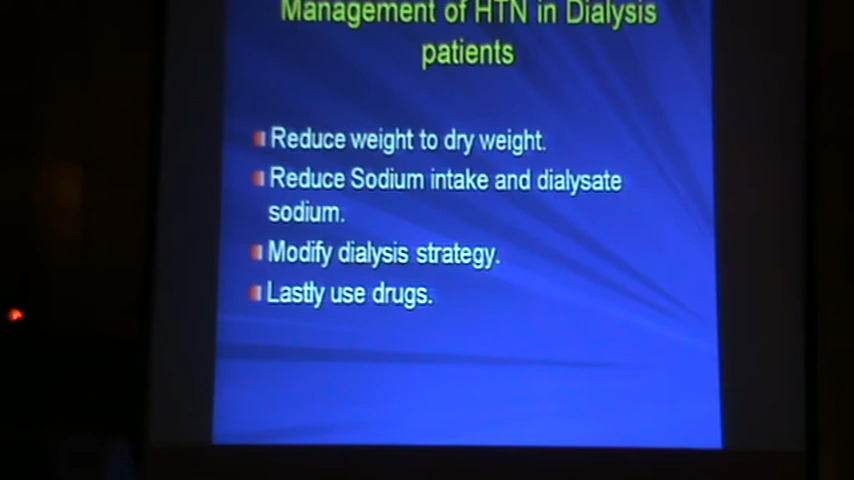 Management of HTN in Dialysis
patients
Reduce weight to dry weight.
Reduce Sodium intake and dialysate
sodium.
Modify dialysis strategy.
Lastly use drugs.